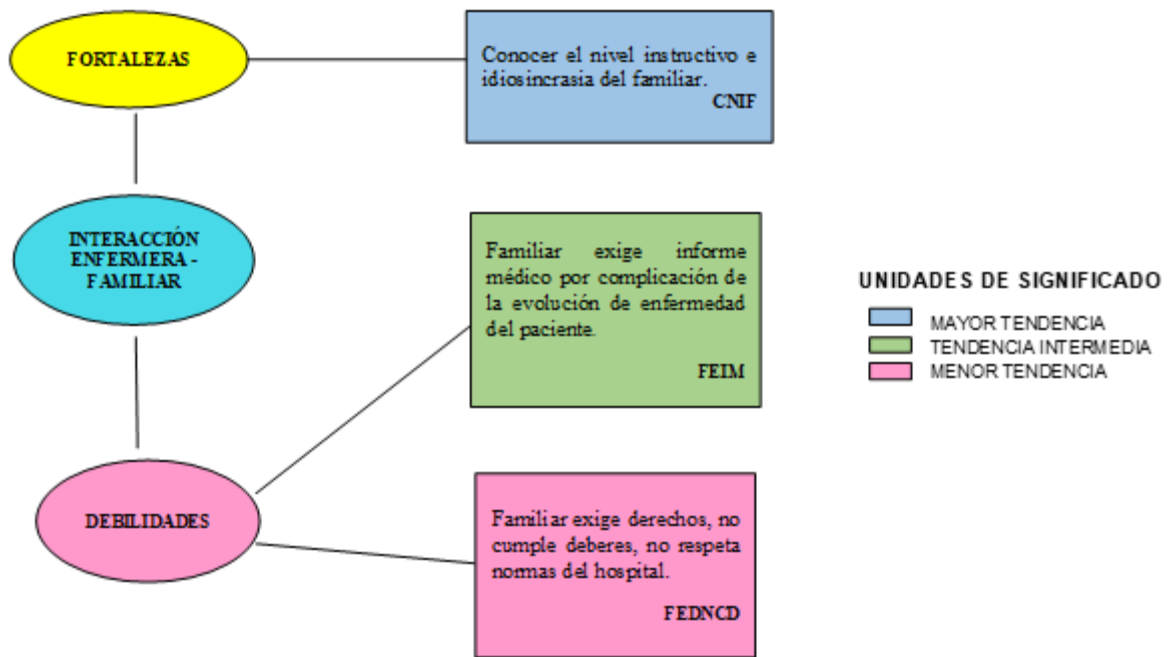 FORTALEZAS
Conocer el nivel instructivo e
idiosincrasia del familiar.
CNIF
INTERACCIÓN
ENFERMERA -
FAMILIAR
Familiar exige informe
médico por complicación de
la evolución de enfermedad
del paciente.
FEIM
UNIDADES DE SIGNIFICADO
MAYOR TENDENCIA
TENDENCIA INTERMEDIA
MENOR TENDENCIA
DEBILIDADES
Familiar exige derechos, no
cumple deberes, no respeta
normas del hospital.
FEDNCD